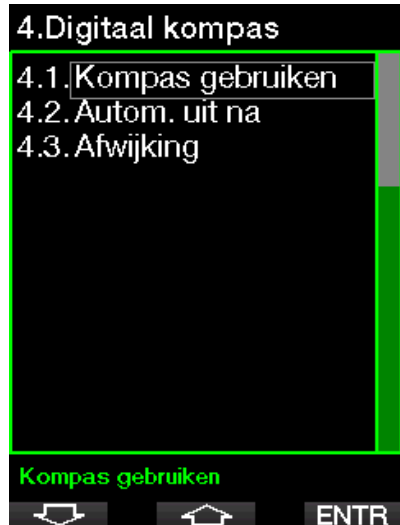 4.Digitaal kompas
4.1.Kompas gebruiken
4.2.Autom. uit na
4.3.Afwijking
Kompas gebruiken
ENTR